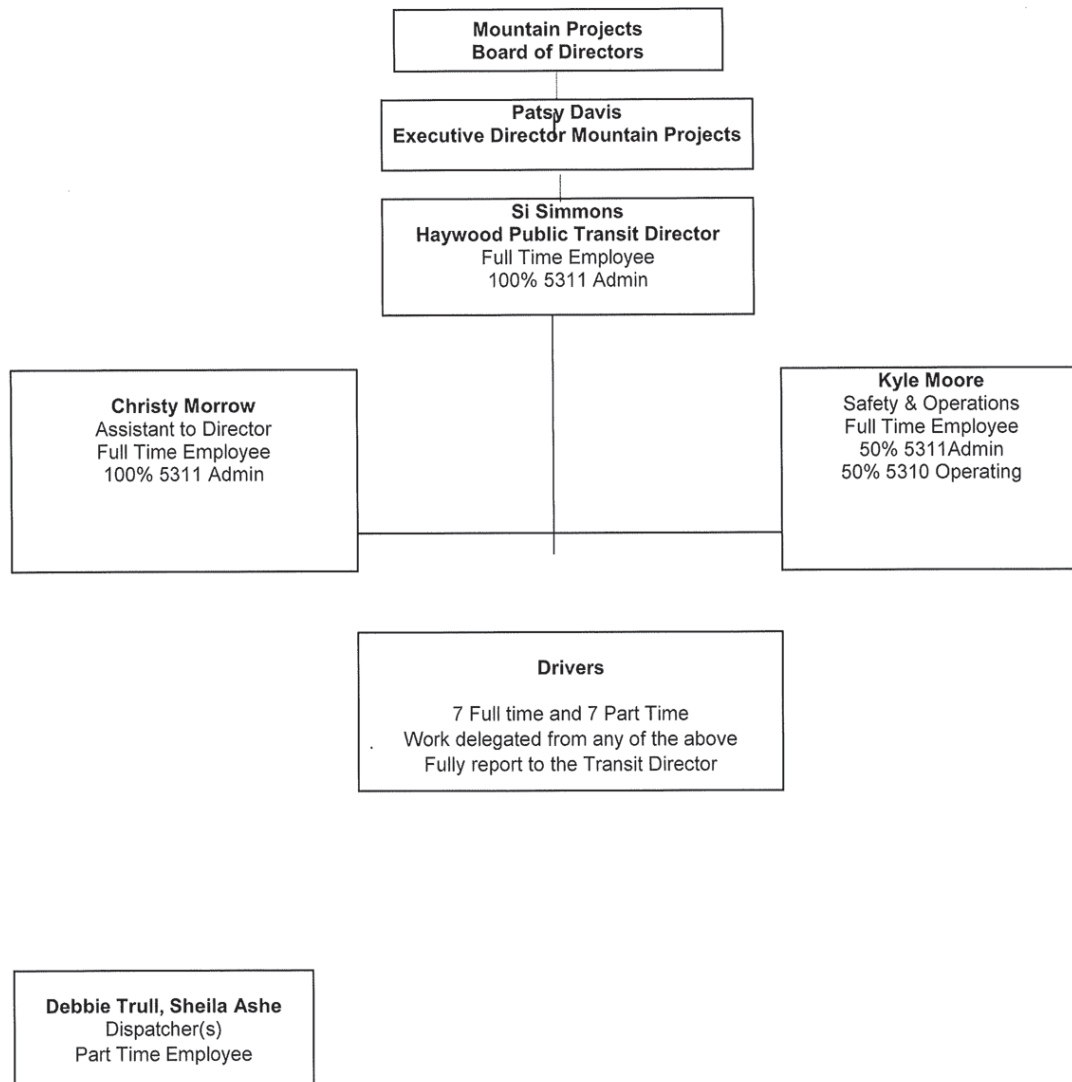 Mountain Projects
Board of Directors
Patsy Davis
Executive Director Mountain Projects
Si Simmons
Haywood Public Transit Director
Full Time Employee
100% 5311 Admin
Christy Morrow
Assistant to Director
Full Time Employee
100% 5311 Admin
Kyle Moore
Safety & Operations
Full Time Employee
50% 5311Admin
50% 5310 Operating
Drivers
7 Full time and 7 Part Time
Work delegated from any of the above
Fully report to the Transit Director
Debbie Trull, Sheila Ashe
Dispatcher(s)
Part Time Employee